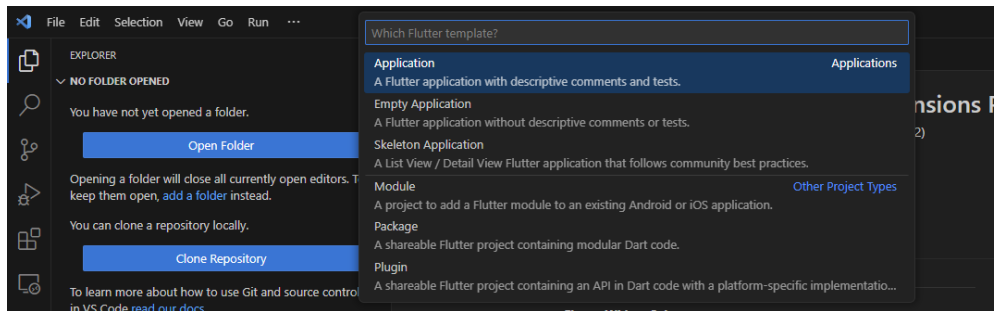 File Edit Selection View Go Run ···
Which Flutter template?
EXPLORER
NO FOLDER OPENED
You have not yet opened a folder.
Open Folder
Opening a folder will close all currently open editors.
keep them open, add a folder instead.
You can clone a repository locally.
Clone Repository
To learn more about how to use Git and source control
in VS Code read our docs.
Application Applications
A Flutter application with descriptive comments and tests.
Empty Application
A Flutter application without descriptive comments or tests.
Skeleton Application
A List View / Detail View Flutter application that follows community best practices.
Module Other Project Types
A project to add a Flutter module to an existing Android or iOS application.
Package
A shareable Flutter project containing modular Dart code.
Plugin
A shareable Flutter project containing an API in Dart code with a platform-specific implementatio...
nsions
2)